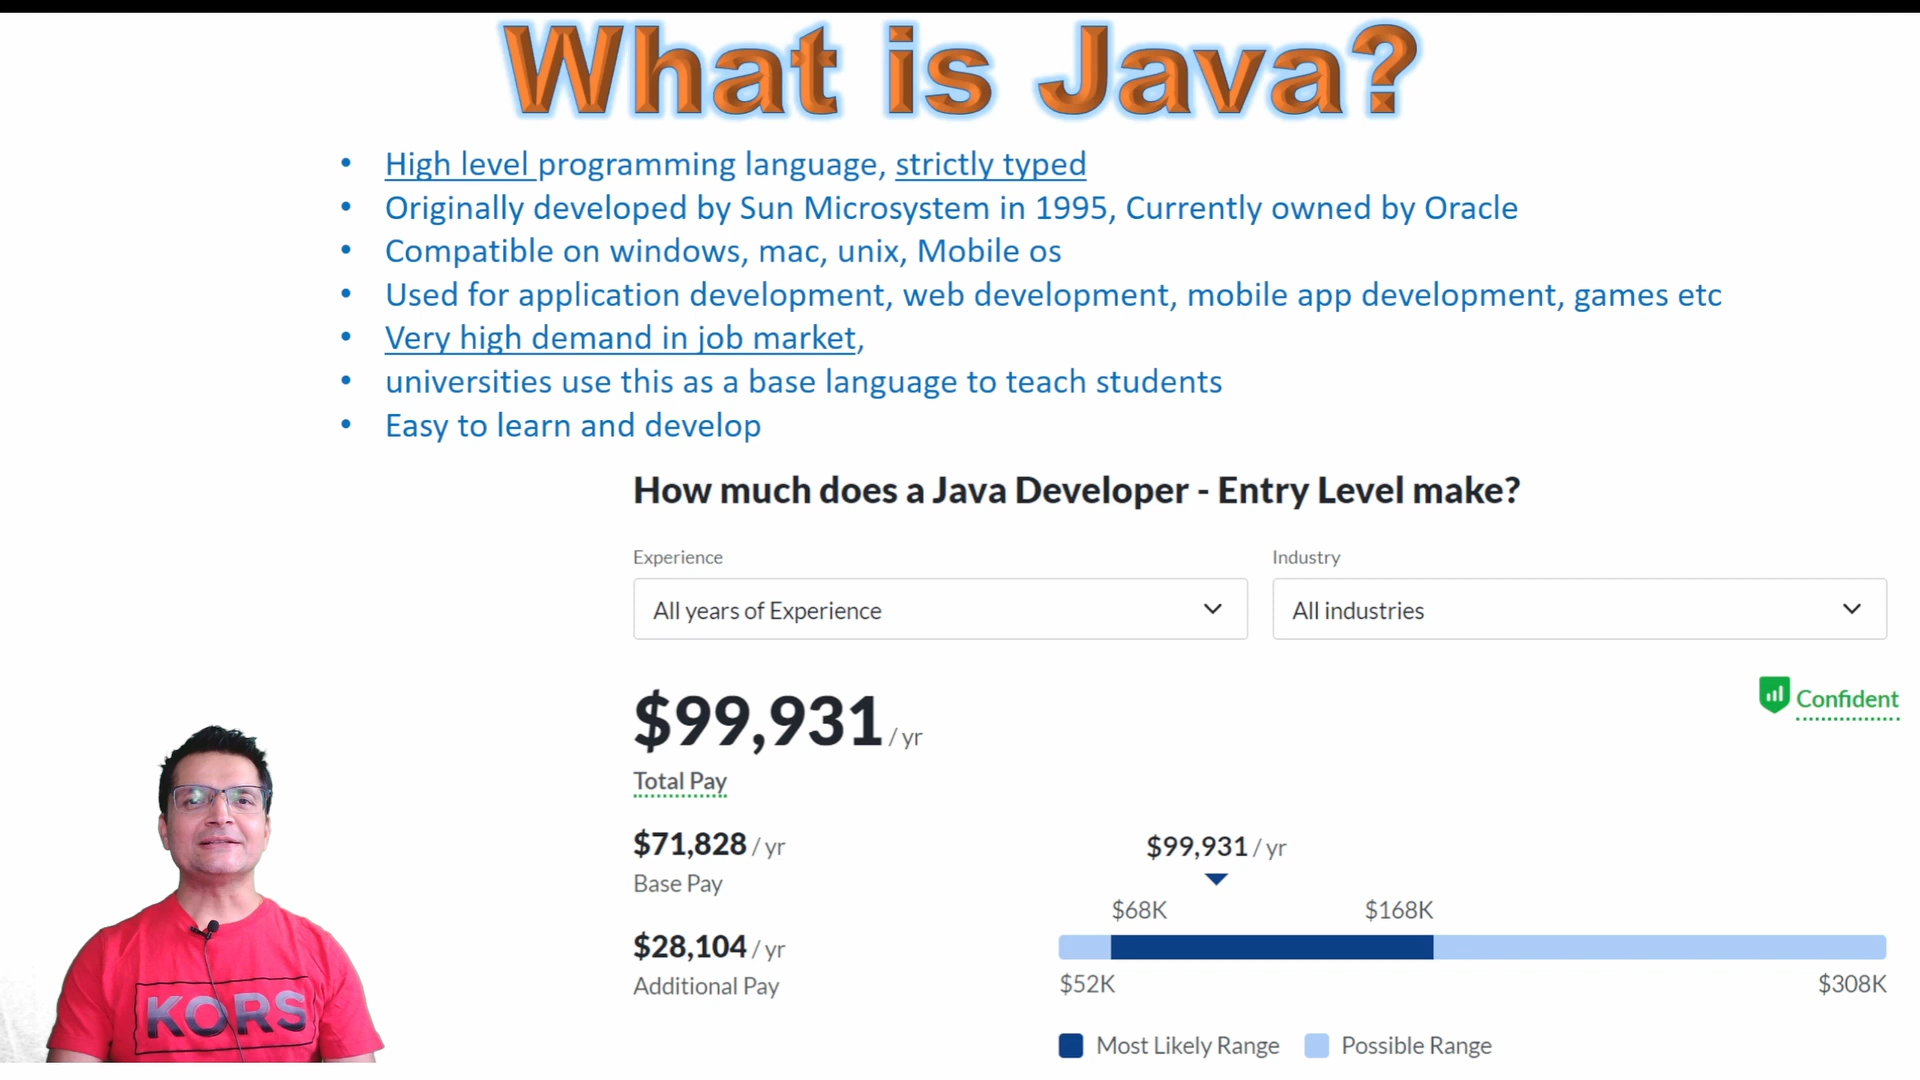 What is Java?
• High level programming language, strictly typed
• Originally developed by Sun Microsystem in 1995, Currently owned by Oracle
• Compatible on windows, mac, unix, Mobile os
• Used for application development, web development, mobile app development, games etc
• Very high demand in job market,
• universities use this as a base language to teach students
• Easy to learn and develop
How much does a Java Developer - Entry Level make?
Experience Industry
All years of Experience All industries
Confident
$99,931 / yr
Total Pay
$71,828 / yr
Base Pay
$28,104 / yr
Additional Pay
$99,931 / yr
$68K $168K
$52K $308K
Most Likely Range Possible Range
KORS